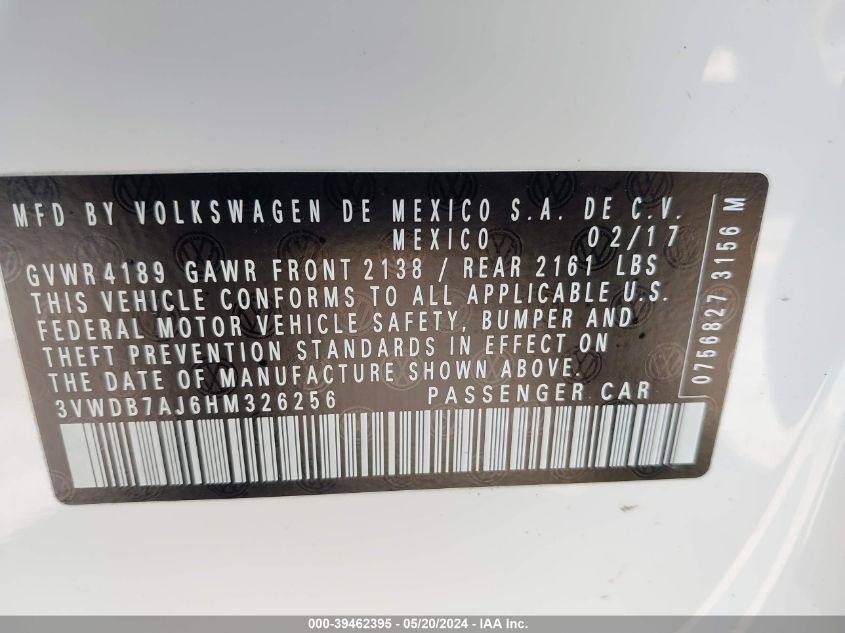 MFD BY VOLKSWAGEN DE MEXICO S.A. DE C.V.
MEXICO 02/17
GVWR 4189 GAWR FRONT 2138 / REAR 2161 LBS
THIS VEHICLE CONFORMS TO ALL APPLICABLE U.S.
FEDERAL MOTOR VEHICLE SAFETY, BUMPER AND
THEFT PREVENTION STANDARDS IN EFFECT ON
THE DATE OF MANUFACTURE SHOWN ABOVE.
3VWDB7AJ6HM326256 PASSENGER CAR
0756827 3156 M
000-39462395 - 05/20/2024 - IAA Inc.